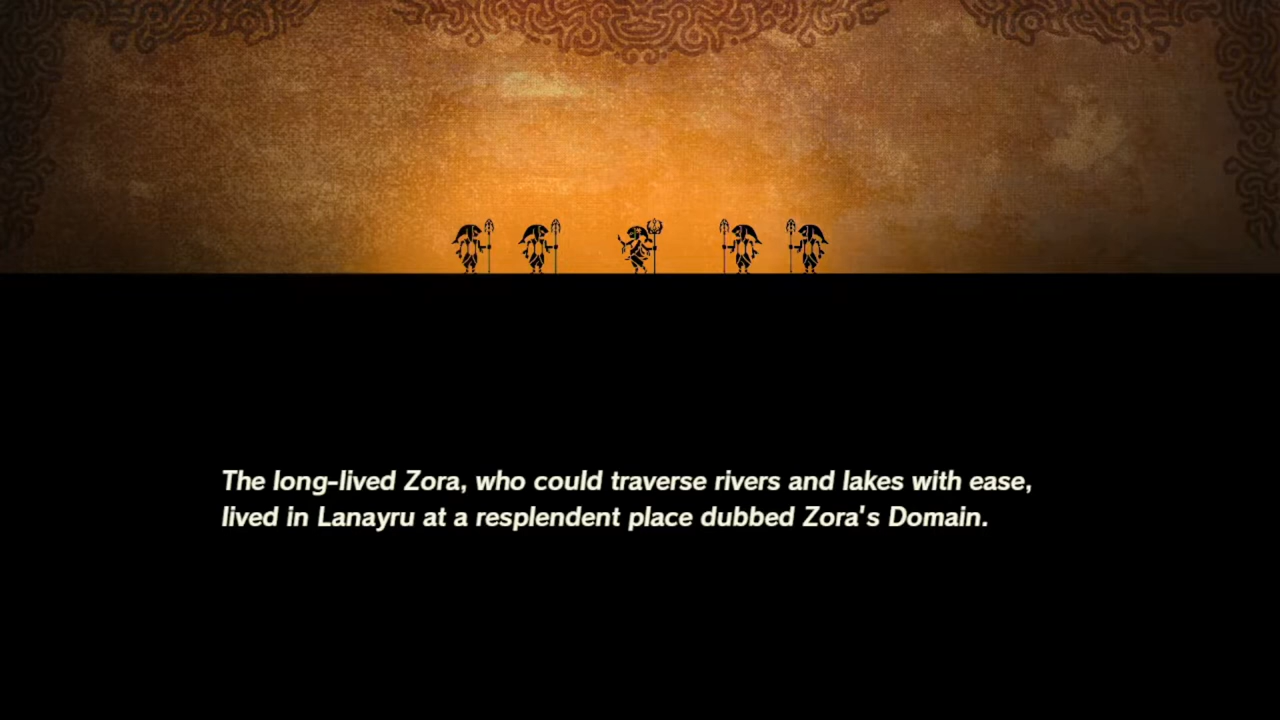 The long-lived Zora, who could traverse rivers and lakes with ease,
lived in Lanayru at a resplendent place dubbed Zora's Domain.